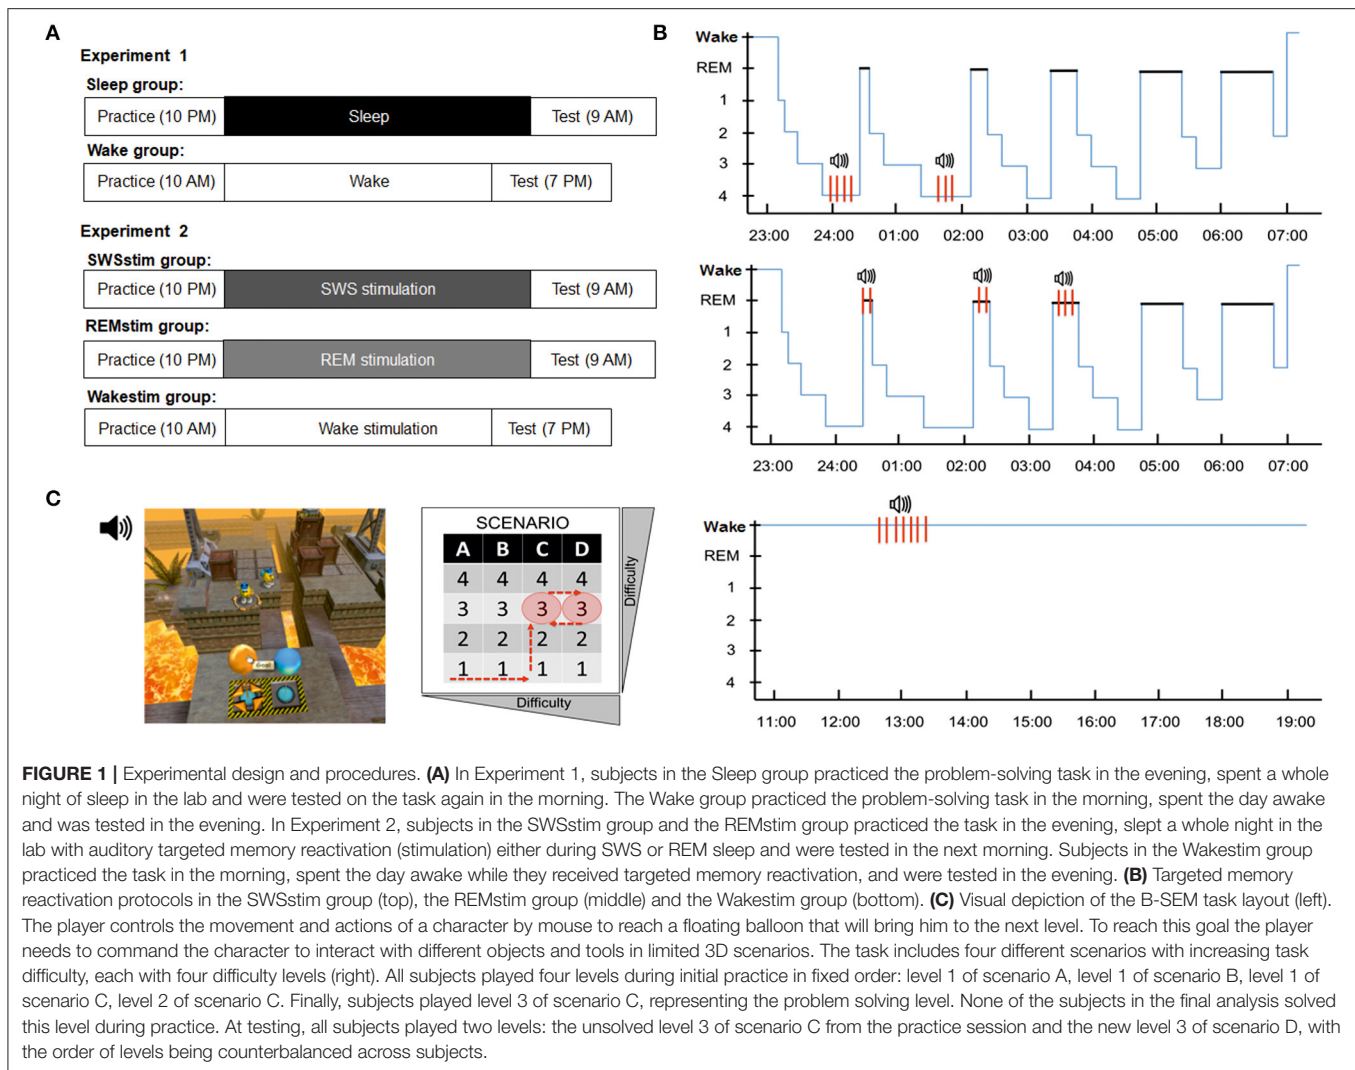 A
Experiment 1
Sleep group:
Practice (10 PM) Sleep Test (9 AM)
Wake group:
Practice (10 AM) Wake Test (7 PM)
Experiment 2
SWSstim group:
Practice (10 PM) SWS stimulation Test (9 AM)
REMstim group:
Practice (10 PM) REM stimulation Test (9 AM)
Wakestim group:
Practice (10 AM) Wake stimulation Test (7 PM)
B
Wake
REM
1
2
3
4
23:00 24:00 01:00 02:00 03:00 04:00 05:00 06:00 07:00
Wake
REM
1
2
3
4
23:00 24:00 01:00 02:00 03:00 04:00 05:00 06:00 07:00
Wake
REM
1
2
3
4
11:00 12:00 13:00 14:00 15:00 16:00 17:00 18:00 19:00
C
Goal
SCENARIO
A B C D
4 4 4 4
3 3 3 3
2 2 2 2
1 1 1 1
Difficulty
Difficulty
FIGURE 1 | Experimental design and procedures. (A) In Experiment 1, subjects in the Sleep group practiced the problem-solving task in the evening, spent a whole
night of sleep in the lab and were tested on the task again in the morning. The Wake group practiced the problem-solving task in the morning, spent the day awake
and was tested in the evening. In Experiment 2, subjects in the SWSstim group and the REMstim group practiced the task in the evening, slept a whole night in the
lab with auditory targeted memory reactivation (stimulation) either during SWS or REM sleep and were tested in the next morning. Subjects in the Wakestim group
practiced the task in the morning, spent the day awake while they received targeted memory reactivation, and were tested in the evening. (B) Targeted memory
reactivation protocols in the SWSstim group (top), the REMstim group (middle) and the Wakestim group (bottom). (C) Visual depiction of the B-SEM task layout (left).
The player controls the movement and actions of a character by mouse to reach a floating balloon that will bring him to the next level. To reach this goal the player
needs to command the character to interact with different objects and tools in limited 3D scenarios. The task includes four different scenarios with increasing task
difficulty, each with four difficulty levels (right). All subjects played four levels during initial practice in fixed order: level 1 of scenario A, level 1 of scenario B, level 1 of
scenario C, level 2 of scenario C. Finally, subjects played level 3 of scenario C, representing the problem solving level. None of the subjects in the final analysis solved
this level during practice. At testing, all subjects played two levels: the unsolved level 3 of scenario C from the practice session and the new level 3 of scenario D, with
the order of levels being counterbalanced across subjects.